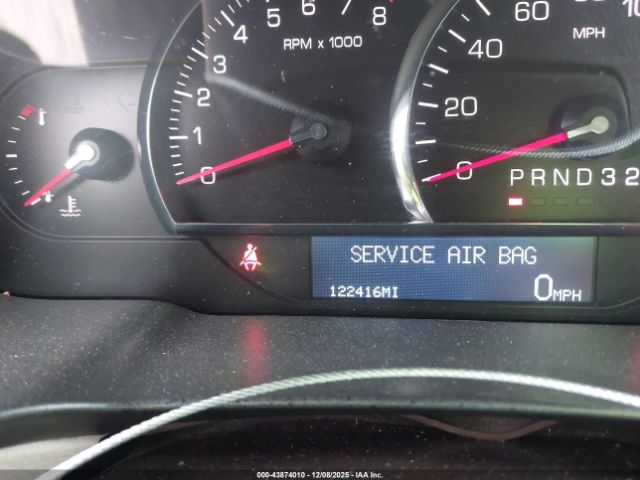 5 6 7 8
4
3
2
1
0
RPM x 1000
60
40
20
0
MPH
PRND32
SERVICE AIR BAG
122416MI
0MPH
000-43874010 - 12/08/2025 - IAA Inc.